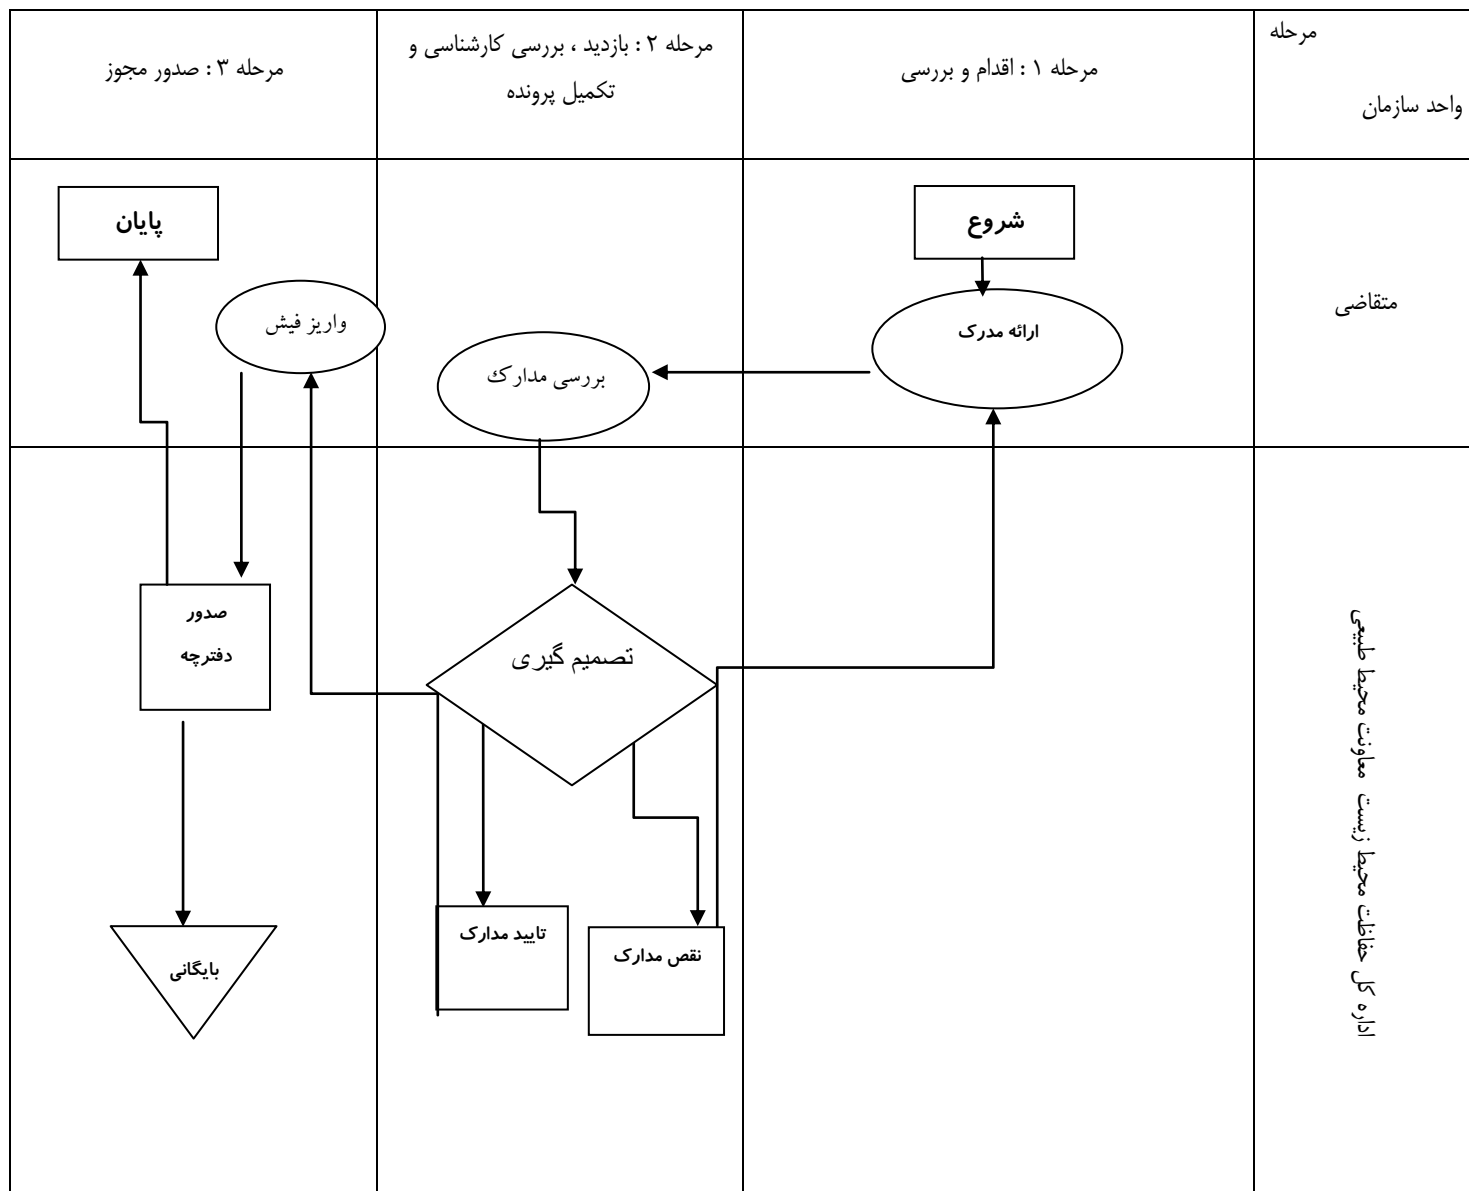 مرحله
واحد سازمان
مرحله ۱ : اقدام و بررسی
مرحله ۲ : بازدید ، بررسی کارشناسی و
تکمیل پرونده
مرحله ۳ : صدور مجوز
متقاضی
شروع
ارائه مدرک
بررسی مدارک
واریز فیش
پایان
اداره کل حفاظت محیط زیست معاونت محیط طبیعی
تصمیم گیری
نقص مدارک
تایید مدارک
صدور
دفترچه
بایگانی